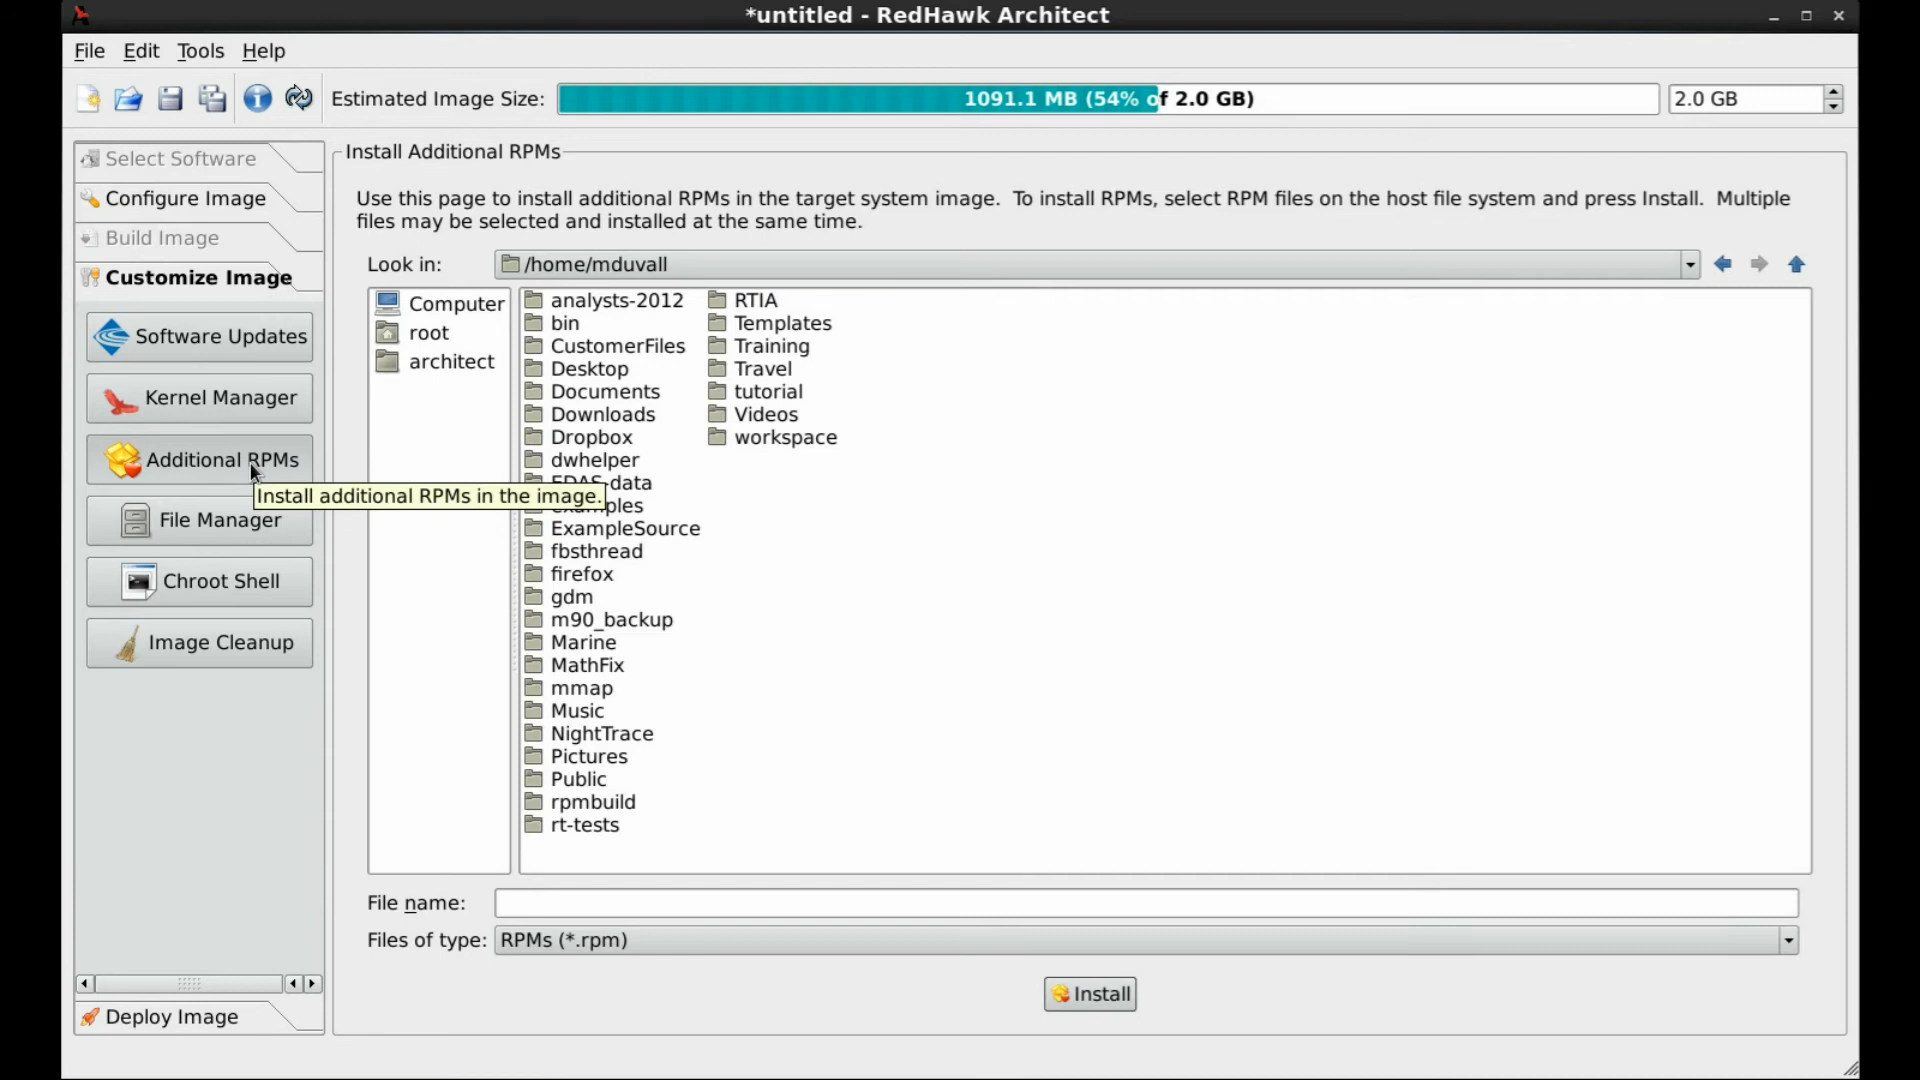 *untitled - RedHawk Architect
File Edit Tools Help
Estimated Image Size: 1091.1 MB (54% of 2.0 GB) 2.0 GB
Select Software
Configure Image
Build Image
Customize Image
Software Updates
Kernel Manager
Additional RPMs
Install additional RPMs in the image.
File Manager
Chroot Shell
Image Cleanup
Deploy Image
Install Additional RPMs
Use this page to install additional RPMs in the target system image. To install RPMs, select RPM files on the host file system and press Install. Multiple
files may be selected and installed at the same time.
Look in: /home/mduvall
Computer
root
architect
analysts-2012
bin
CustomerFiles
Desktop
Documents
Downloads
Dropbox
dwhelper
EDAS-data
examples
ExampleSource
fbsthread
firefox
gdm
m90_backup
Marine
MathFix
mmap
Music
NightTrace
Pictures
Public
rpmbuild
rt-tests
RTIA
Templates
Training
Travel
tutorial
Videos
workspace
File name:
Files of type: RPMs (*.rpm)
Install